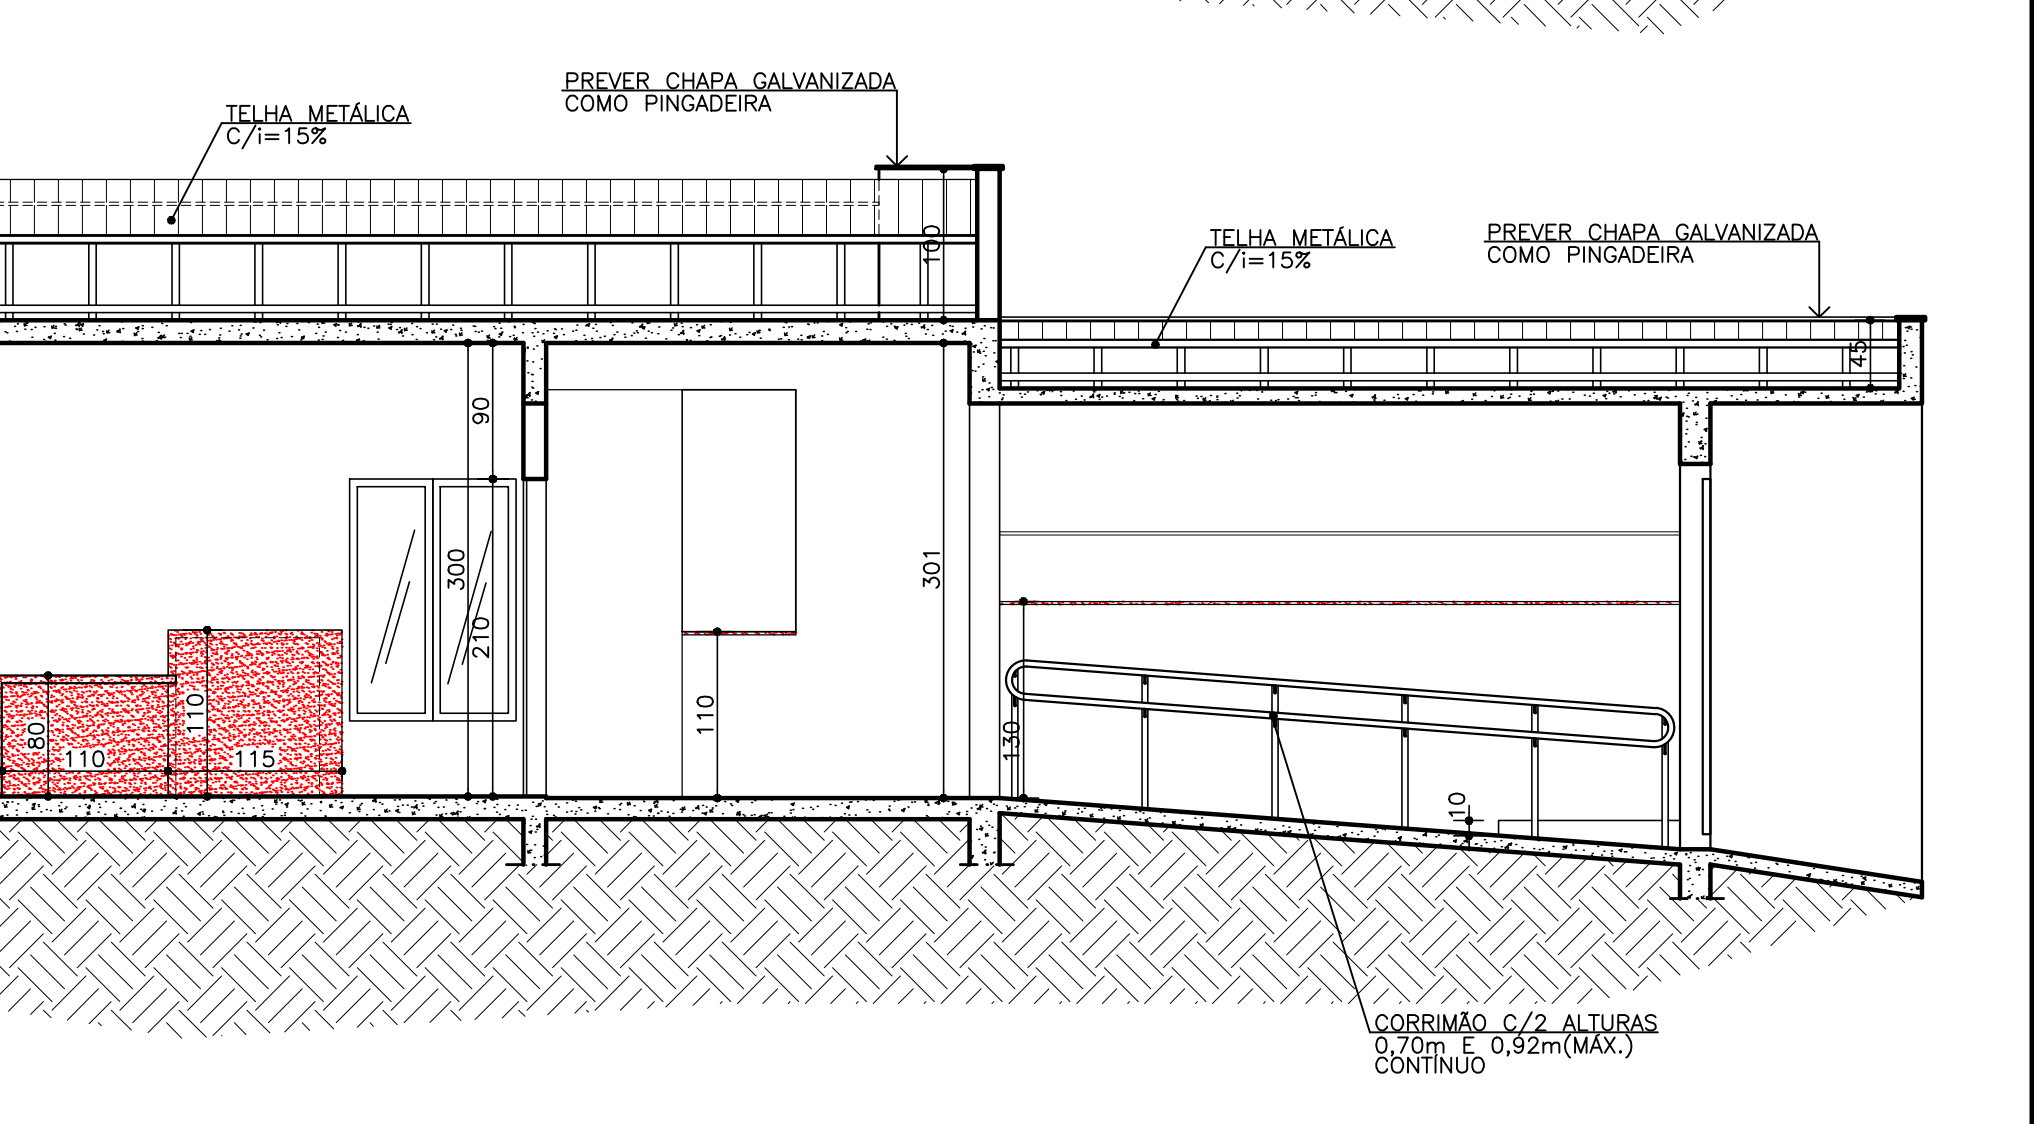 PREVER CHAPA GALVANIZADA
COMO PINGADEIRA
TELHA METÁLICA
C/i=15%
PREVER CHAPA GALVANIZADA
COMO PINGADEIRA
TELHA METÁLICA
C/i=15%
100
45
90
300
301
210
110
110
130
80
110
115
10
CORRIMÃO C/2 ALTURAS
0,70m E 0,92m(MÁX.)
CONTÍNUO